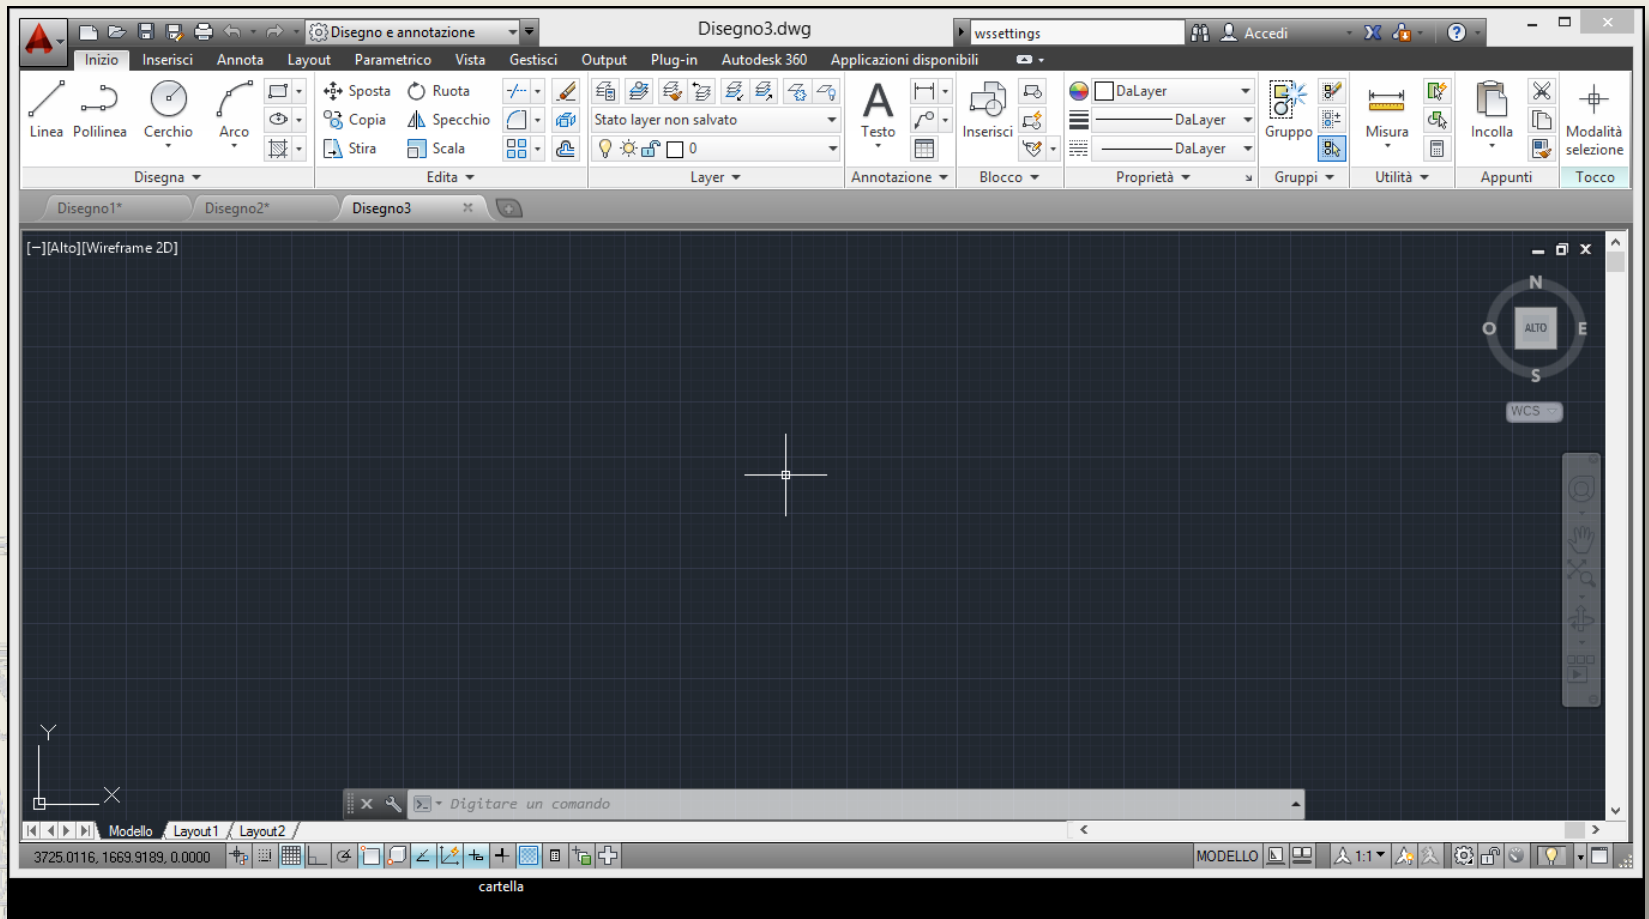 Disegno e annotazione
Disegno3.dwg
wssettings
Accedi
Inizio Inserisci Annota Layout Parametrico Vista Gestisci Output Plug-in Autodesk 360 Applicazioni disponibili
Linea Polilinea Cerchio Arco
Sposta Ruota
Copia Specchio
Stira Scala
Stato layer non salvato
0
A
Testo
Inserisci
DaLayer
DaLayer
DaLayer
Gruppo
Misura
Incolla
Modalità
selezione
Disegna Edita Layer Annotazione Blocco Proprietà Gruppi Utilità Appunti Tocco
Disegno1* Disegno2* Disegno3
[−][Alto][Wireframe 2D]
N
O ALTO E
S
WCS
Y
X
Digitare un comando
Modello Layout1 Layout2
3725.0116, 1669.9189, 0.0000
MODELLO
1:1
cartella